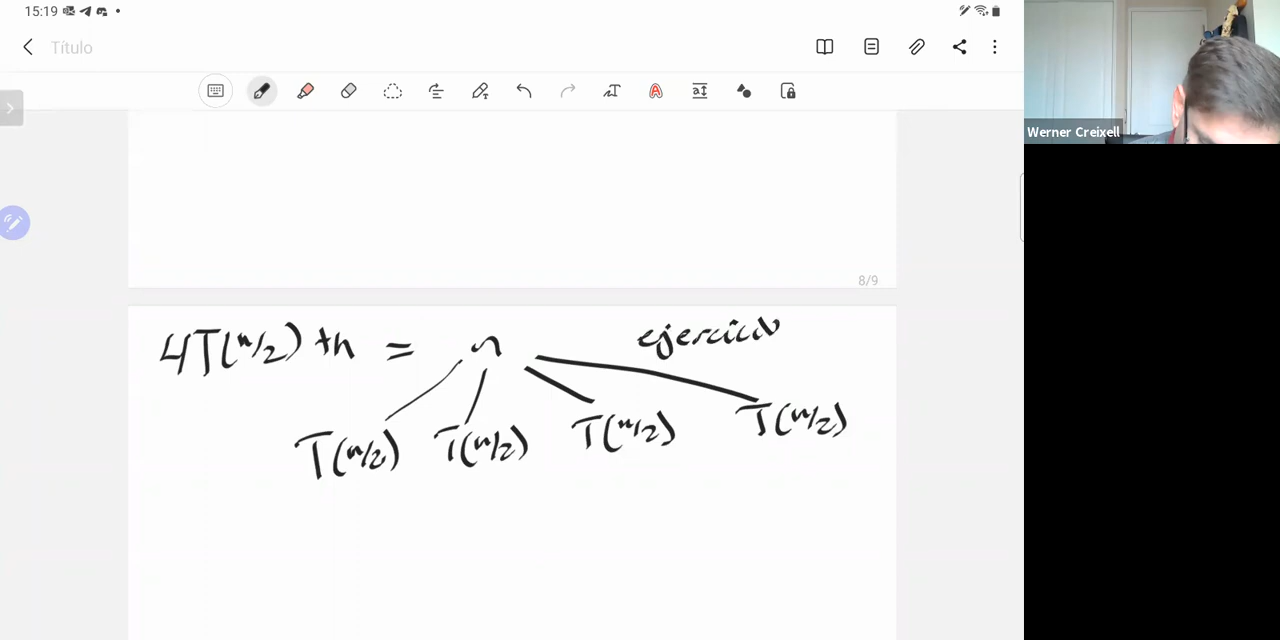 15:19
Título
Werner Creixell
8/9
4T(n/2) + n = n ejercicio
T(n/2) T(n/2) T(n/2) T(n/2)